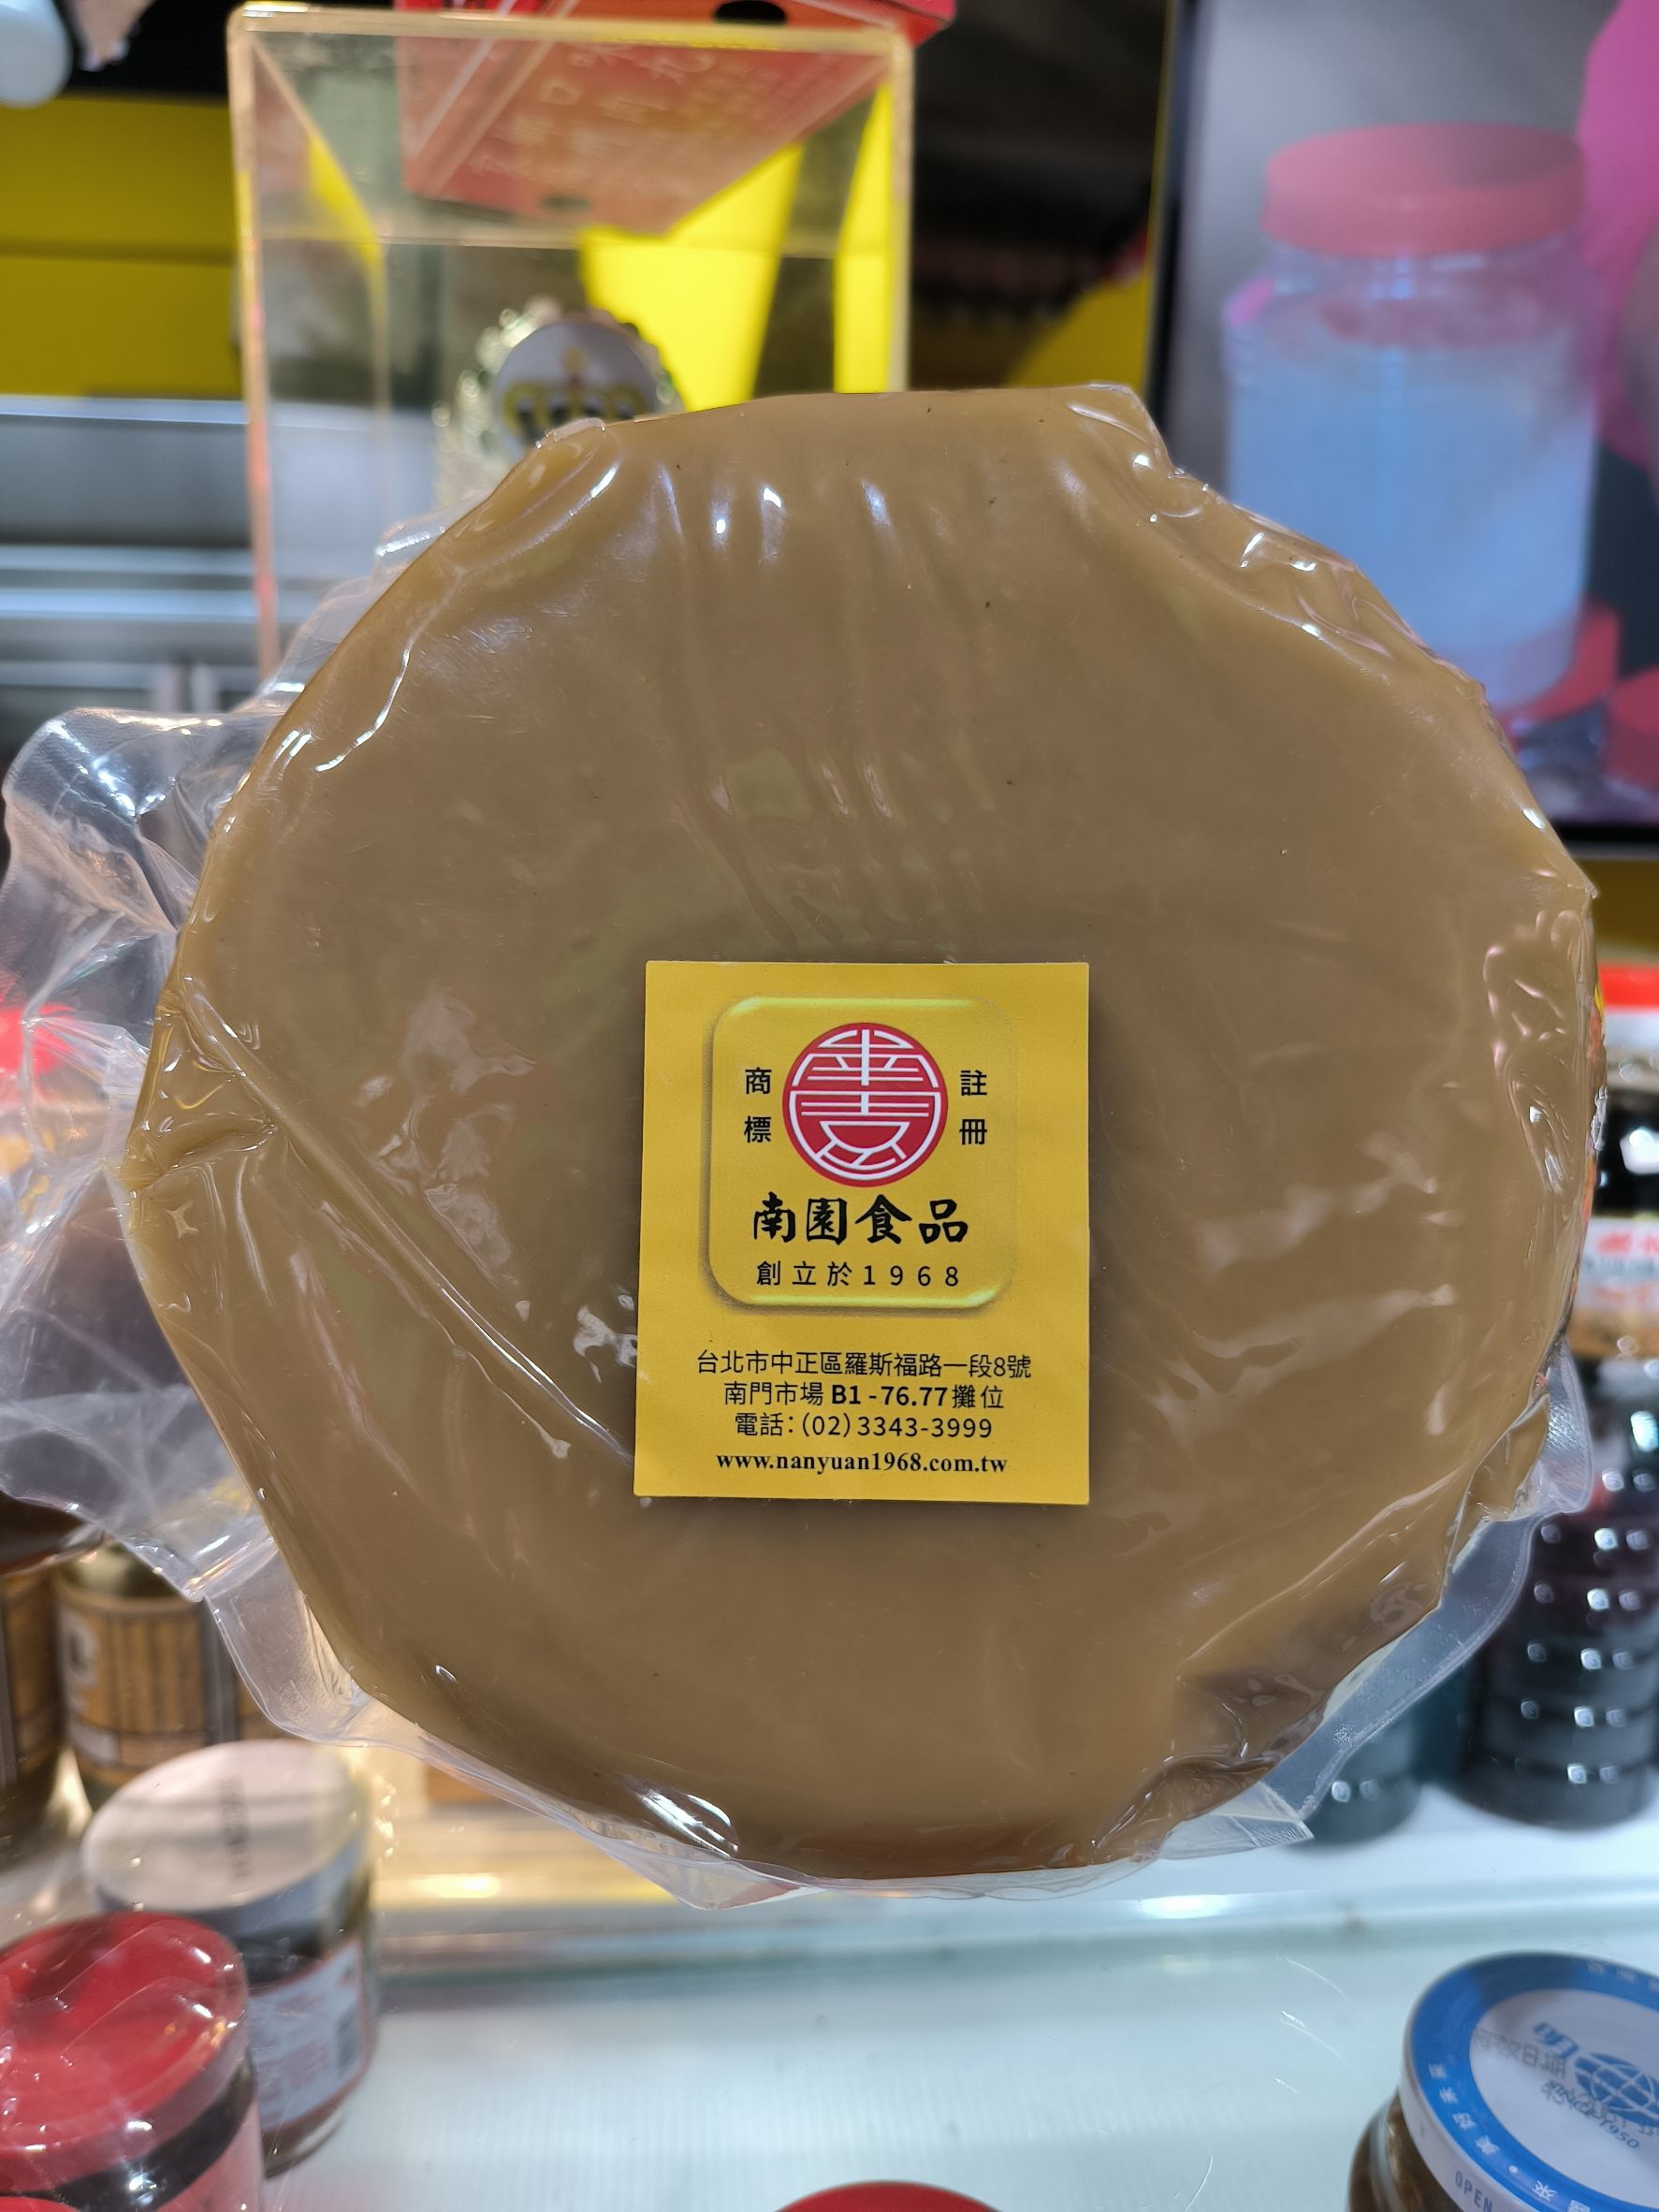 商標
註冊
南園食品
創立於1968
台北市中正區羅斯福路一段8號
南門市場 B1-76.77攤位
電話：(02)3343-3999
www.nanyuan1968.com.tw
OPEN